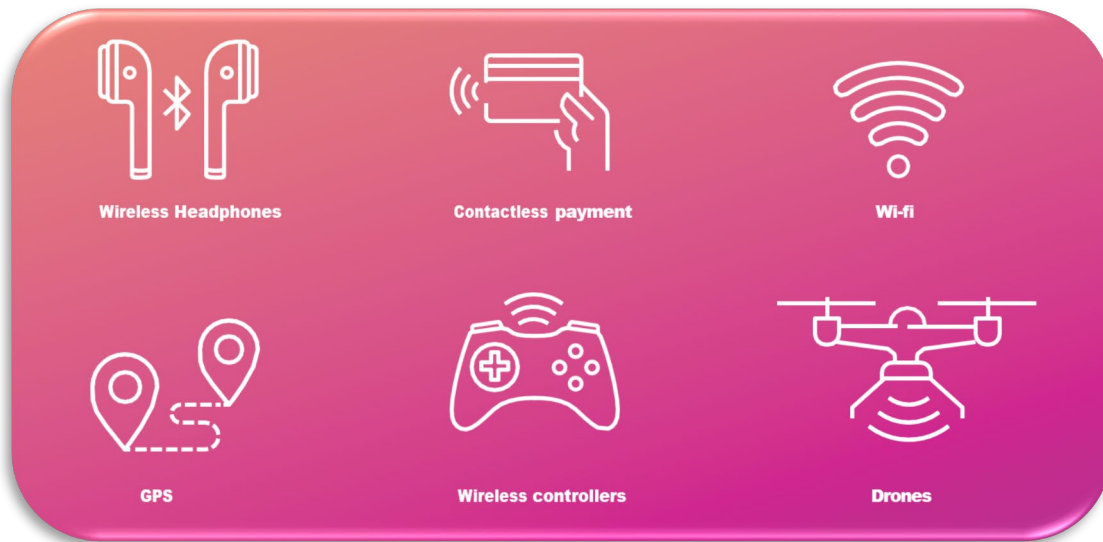 Wireless Headphones
Contactless payment
Wi-fi
GPS
Wireless controllers
Drones